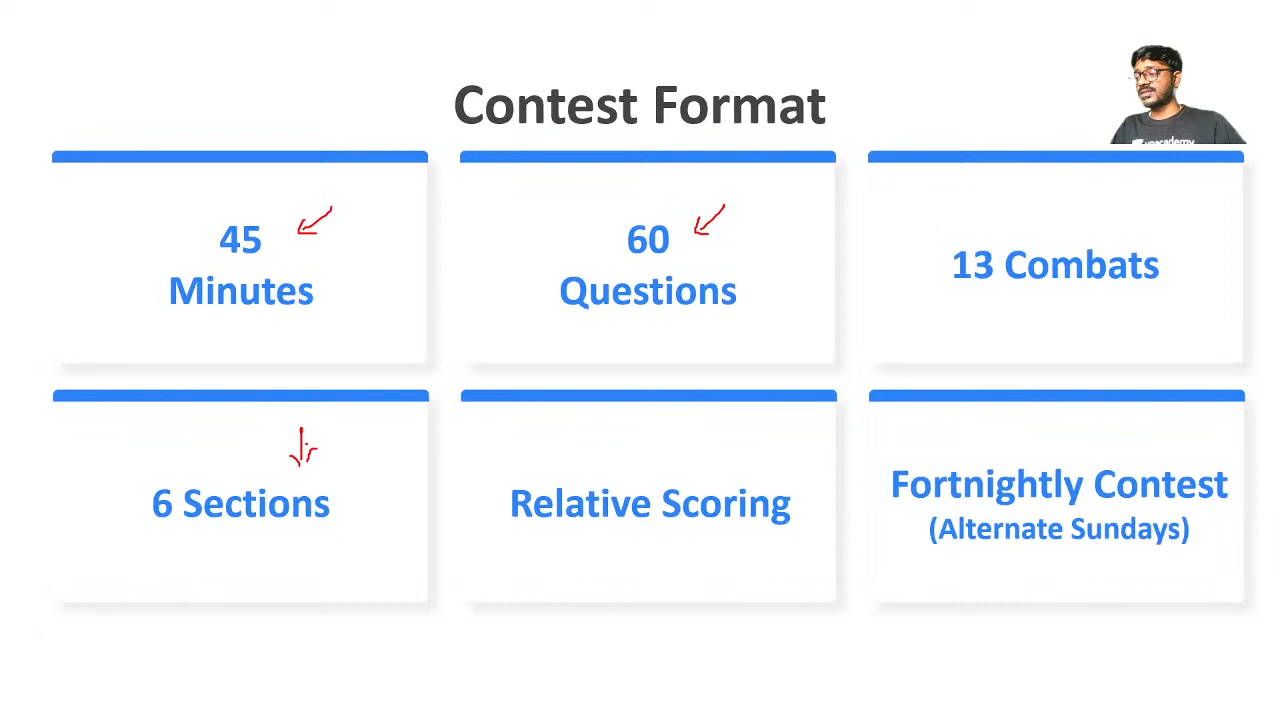 Contest Format
45
Minutes
60
Questions
13 Combats
6 Sections
Relative Scoring
Fortnightly Contest
(Alternate Sundays)